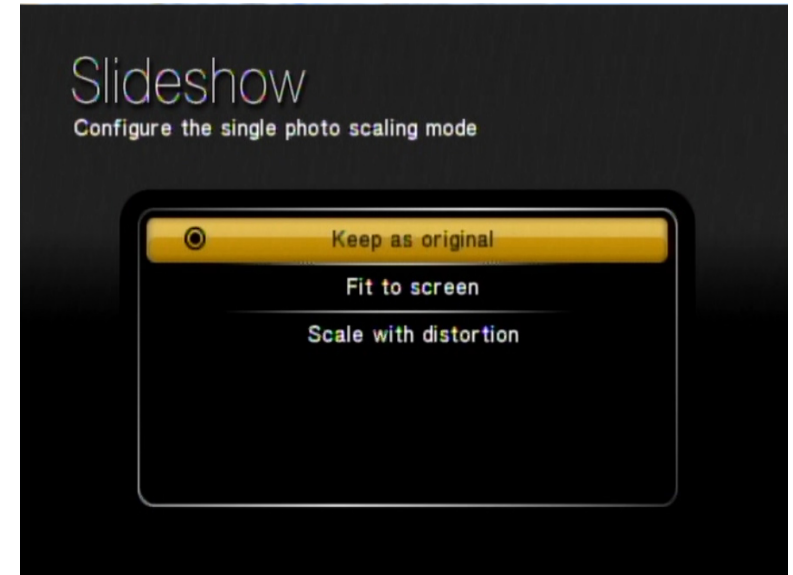 Slideshow
Configure the single photo scaling mode
Keep as original
Fit to screen
Scale with distortion